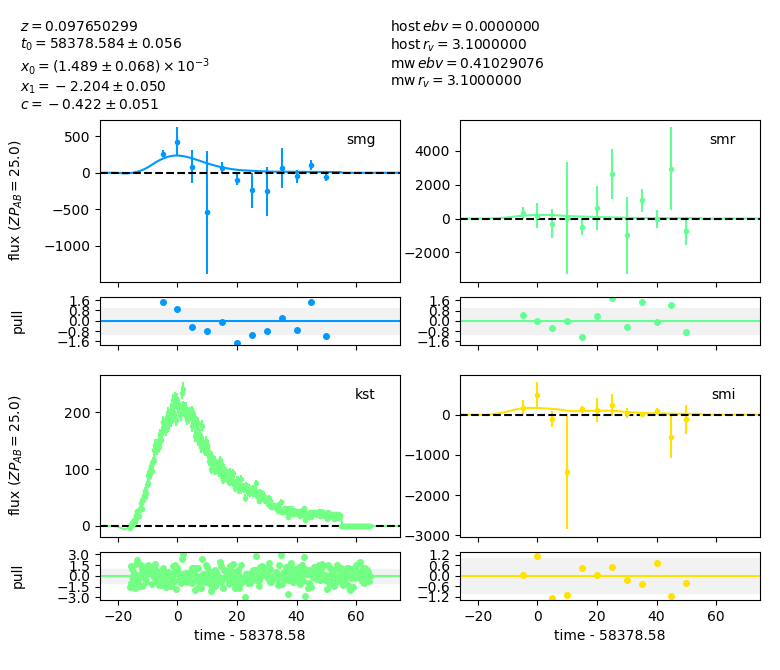 z = 0.097650299
t₀ = 58378.584 ± 0.056
x₀ = (1.489 ± 0.068) × 10⁻³
x₁ = −2.204 ± 0.050
c = −0.422 ± 0.051
host ebv = 0.0000000
host r_v = 3.1000000
mw ebv = 0.41029076
mw r_v = 3.1000000
flux (ZP_AB = 25.0)
500
0
−500
−1000
smg
4000
2000
0
−2000
smr
pull
1.6
0.8
0.0
−0.8
−1.6
1.6
0.8
0.0
−0.8
−1.6
flux (ZP_AB = 25.0)
200
100
0
kst
0
−1000
−2000
−3000
smi
pull
3.0
1.5
0.0
−1.5
−3.0
1.2
0.6
0.0
−0.6
−1.2
−20 0 20 40 60
time - 58378.58
−20 0 20 40 60
time - 58378.58